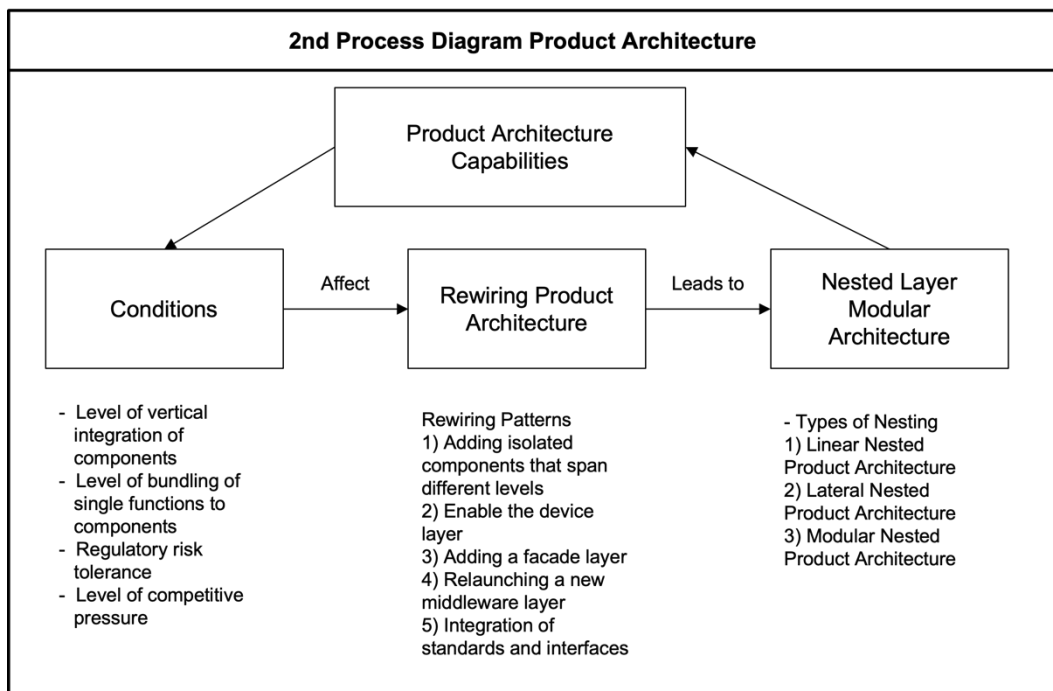 2nd Process Diagram Product Architecture
Product Architecture
Capabilities
Conditions
Affect
Rewiring Product
Architecture
Leads to
Nested Layer
Modular
Architecture
- Level of vertical
integration of
components
- Level of bundling of
single functions to
components
- Regulatory risk
tolerance
- Level of competitive
pressure
Rewiring Patterns
1) Adding isolated
components that span
different levels
2) Enable the device
layer
3) Adding a facade layer
4) Relaunching a new
middleware layer
5) Integration of
standards and interfaces
- Types of Nesting
1) Linear Nested
Product Architecture
2) Lateral Nested
Product Architecture
3) Modular Nested
Product Architecture